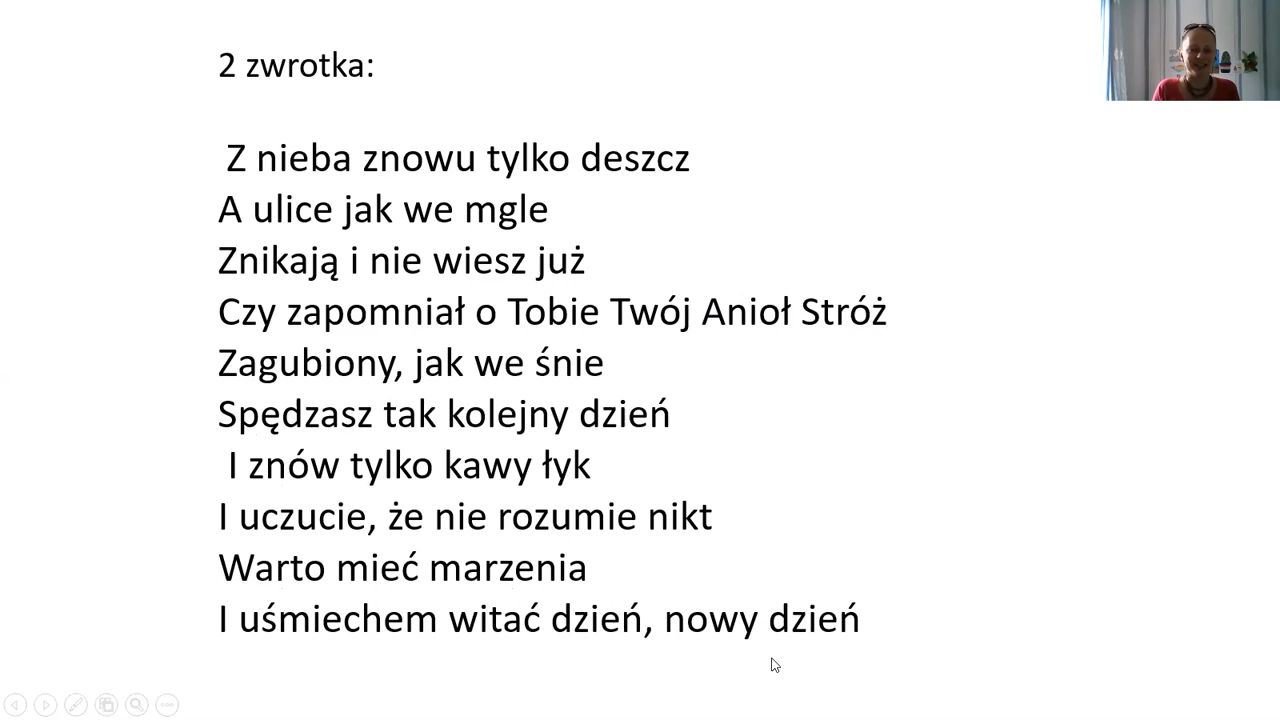 2 zwrotka:
Z nieba znowu tylko deszcz
A ulice jak we mgle
Znikają i nie wiesz już
Czy zapomniał o Tobie Twój Anioł Stróż
Zagubiony, jak we śnie
Spędzasz tak kolejny dzień
I znów tylko kawy łyk
I uczucie, że nie rozumie nikt
Warto mieć marzenia
I uśmiechem witać dzień, nowy dzień